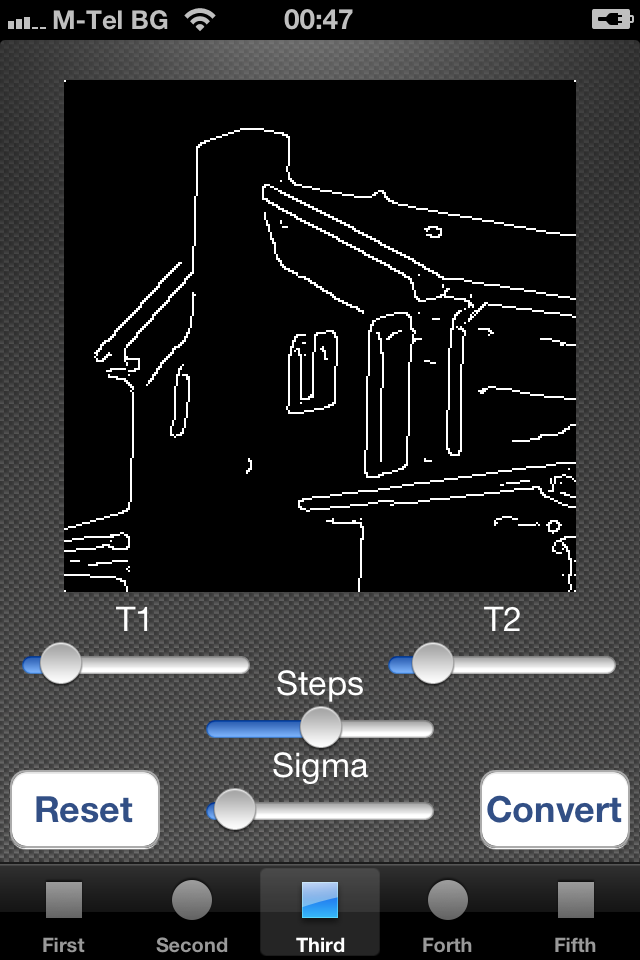 M-Tel BG 00:47
T1 T2
Steps
Sigma
Reset Convert
First Second Third Forth Fifth